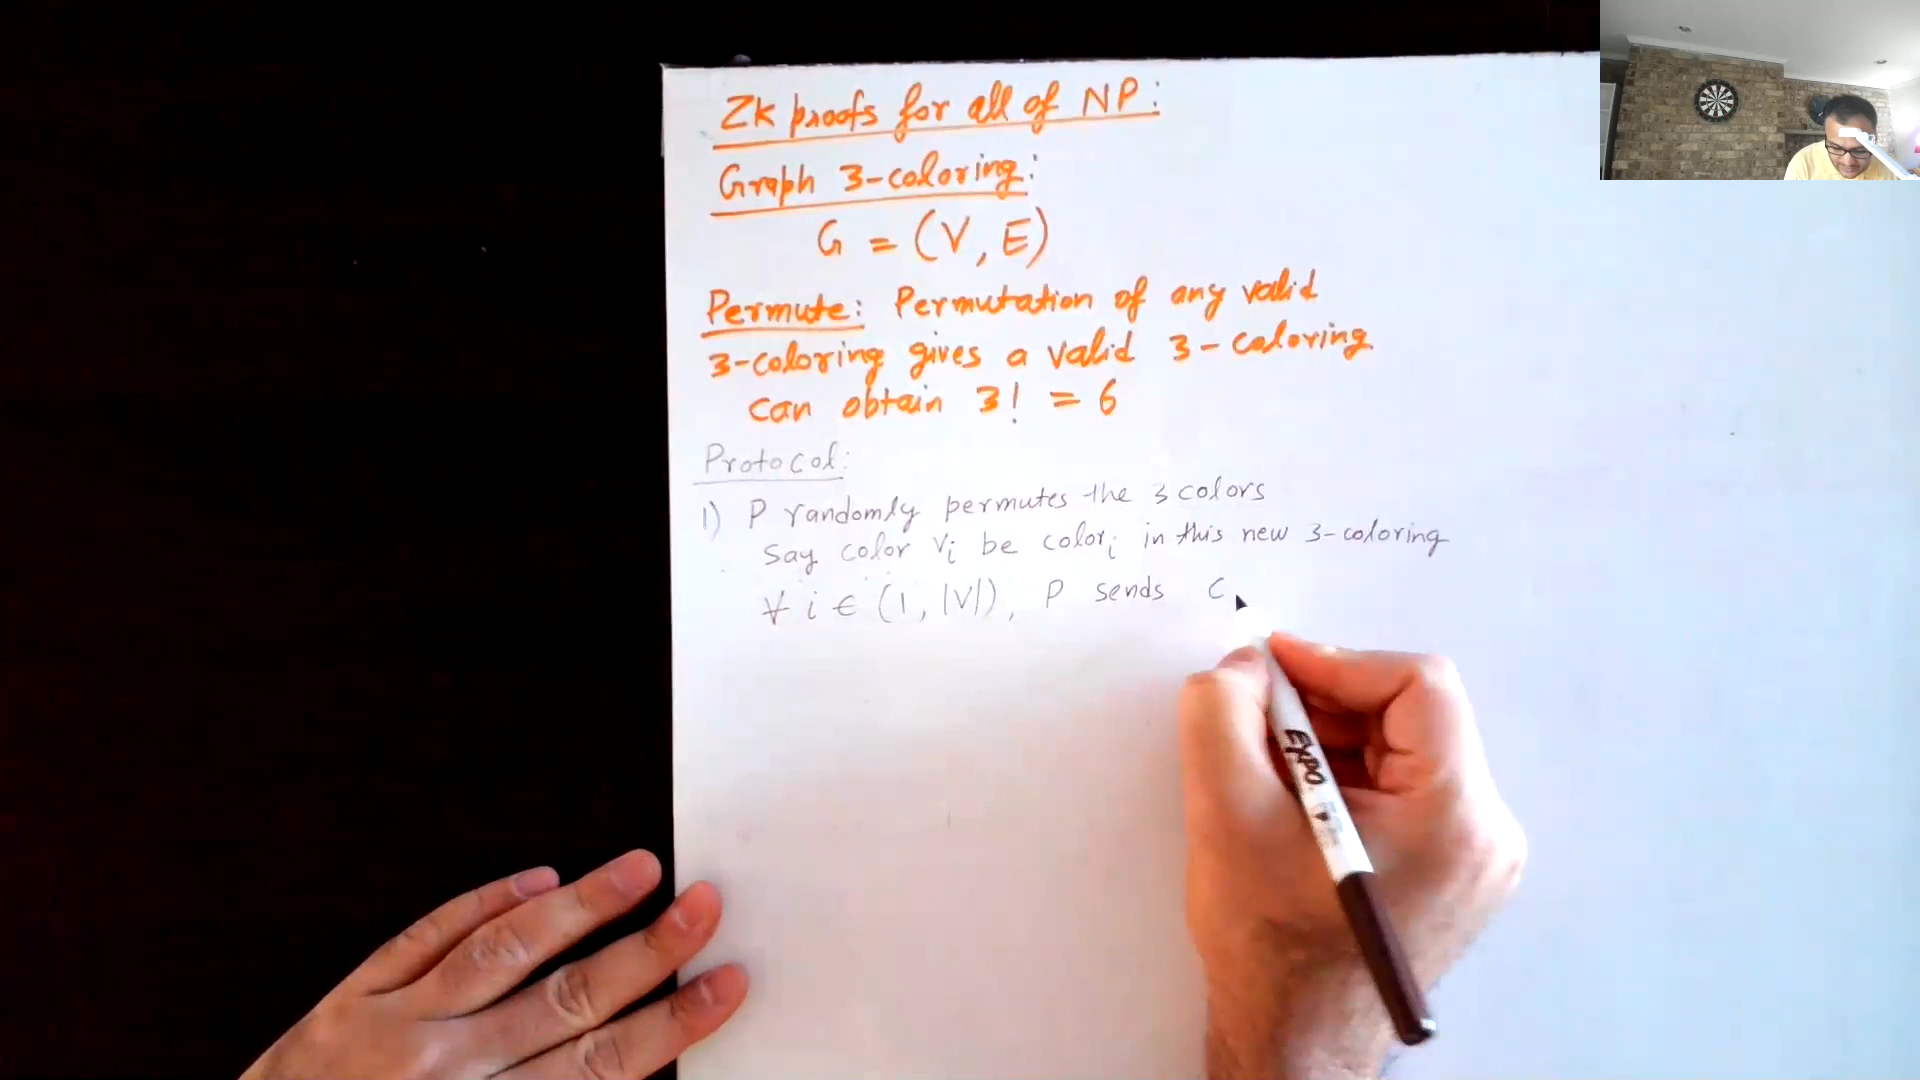 ZK proofs for all of NP:
Graph 3-coloring:
G = (V, E)
Permute: Permutation of any valid
3-coloring gives a valid 3-coloring
can obtain 3! = 6
Protocol:
1) P randomly permutes the 3 colors
Say color vᵢ be colorᵢ in this new 3-coloring
∀ i ∈ (1, |V|), P sends C
EXPO